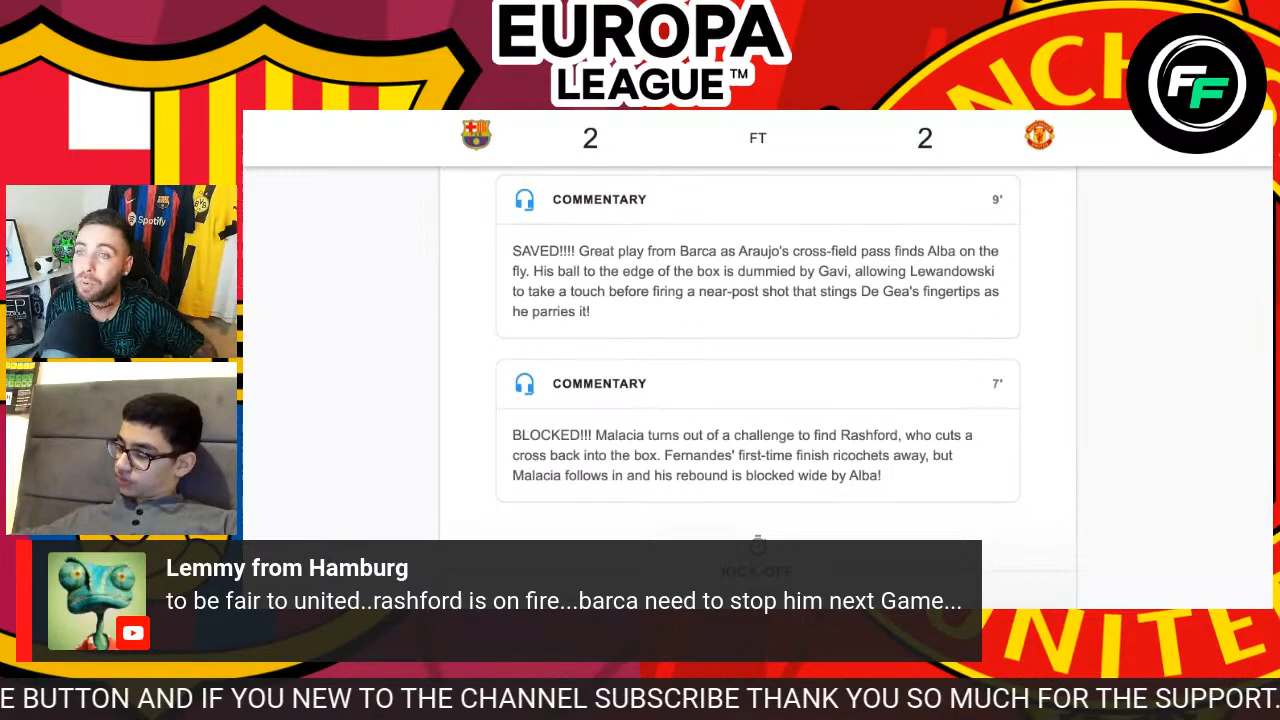 EUROPA
LEAGUE™
NCH
FF
2
FT
2
COMMENTARY
9'
SAVED!!!! Great play from Barca as Araujo's cross-field pass finds Alba on the
fly. His ball to the edge of the box is dummied by Gavi, allowing Lewandowski
to take a touch before firing a near-post shot that stings De Gea's fingertips as
he parries it!
Spotify
COMMENTARY
7'
BLOCKED!!! Malacia turns out of a challenge to find Rashford, who cuts a
cross back into the box. Fernandes' first-time finish ricochets away, but
Malacia follows in and his rebound is blocked wide by Alba!
KICK-OFF
Lemmy from Hamburg
to be fair to united..rashford is on fire...barca need to stop him next Game...
NITE
E BUTTON AND IF YOU NEW TO THE CHANNEL SUBSCRIBE THANK YOU SO MUCH FOR THE SUPPORT.